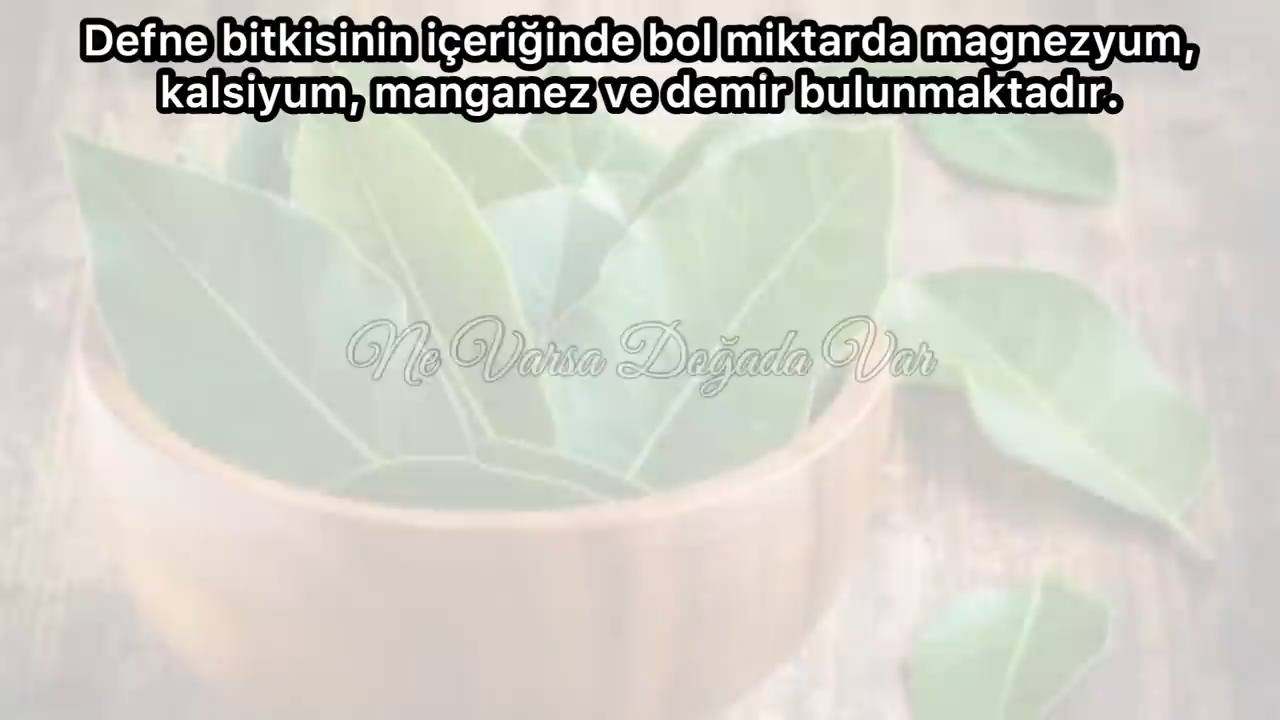 Defne bitkisinin içeriğinde bol miktarda magnezyum,
kalsiyum, manganez ve demir bulunmaktadır.
Ne Varsa Doğada Var